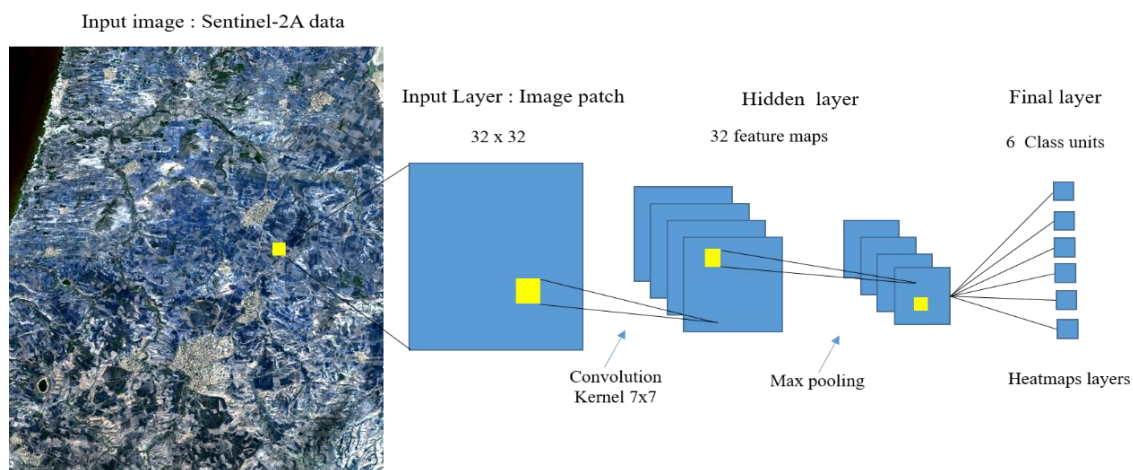 Input image : Sentinel-2A data
Input Layer : Image patch
32 x 32
Hidden layer
32 feature maps
Final layer
6 Class units
Convolution
Kernel 7x7
Max pooling
Heatmaps layers